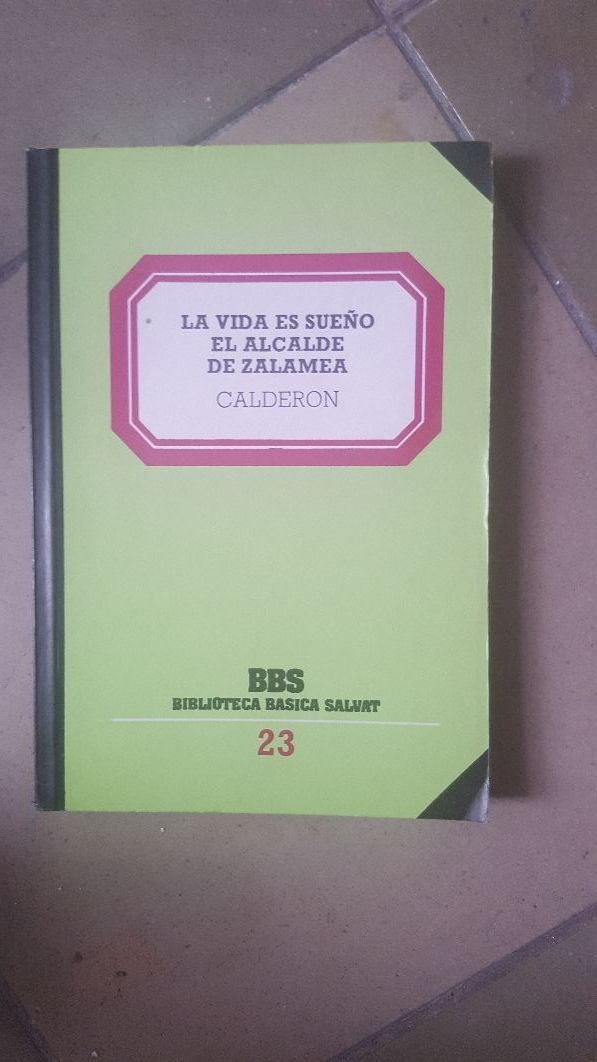 LA VIDA ES SUEÑO
EL ALCALDE
DE ZALAMEA
CALDERON
BBS
BIBLIOTECA BASICA SALVAT
23